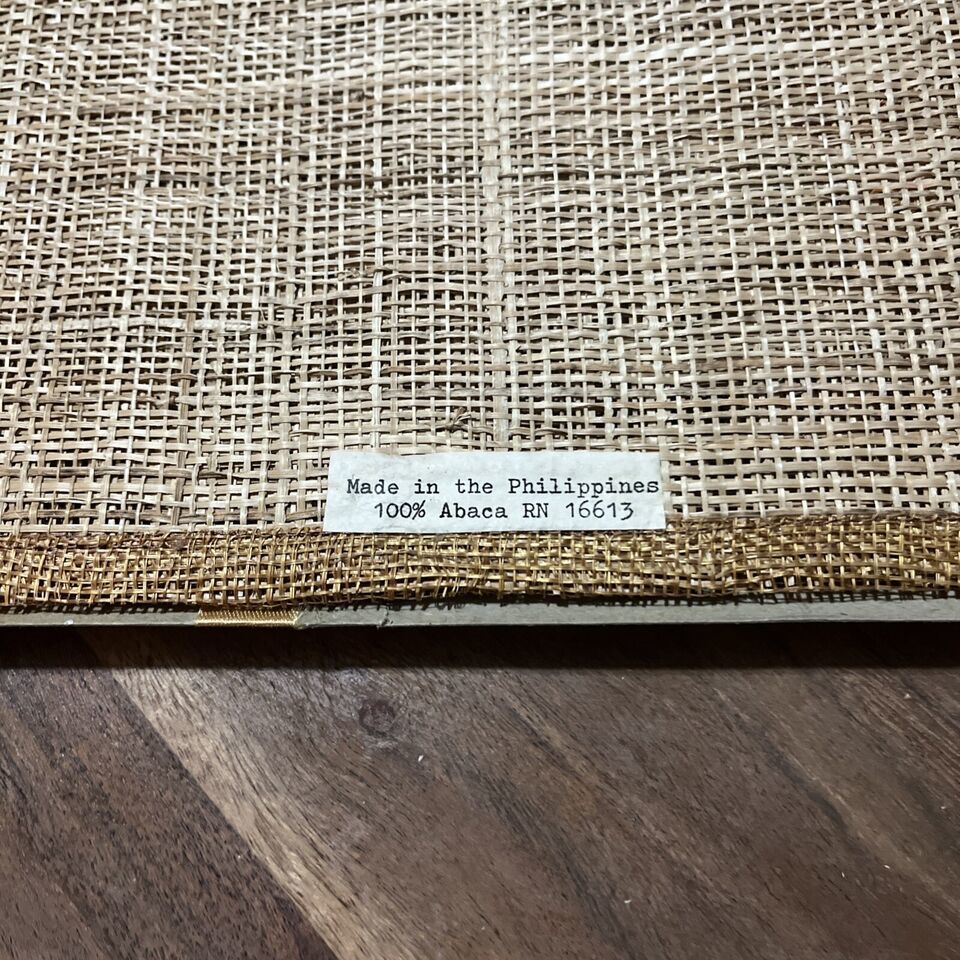 Made in the Philippines
100% Abaca RN 16613